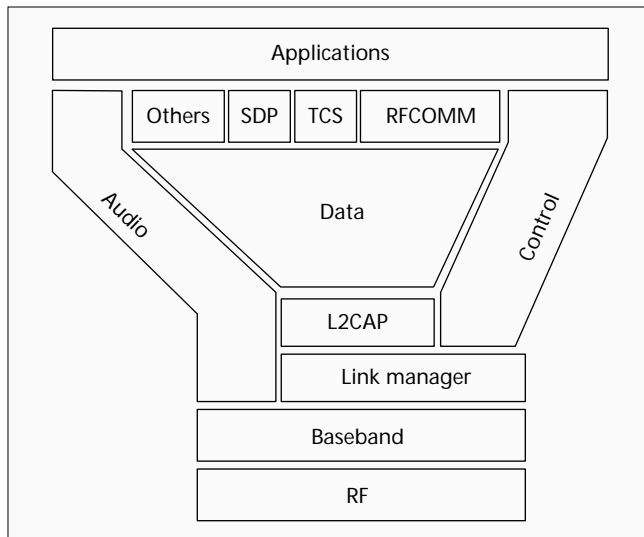 Applications
Others SDP TCS RFCOMM
Audio
Data
Control
L2CAP
Link manager
Baseband
RF